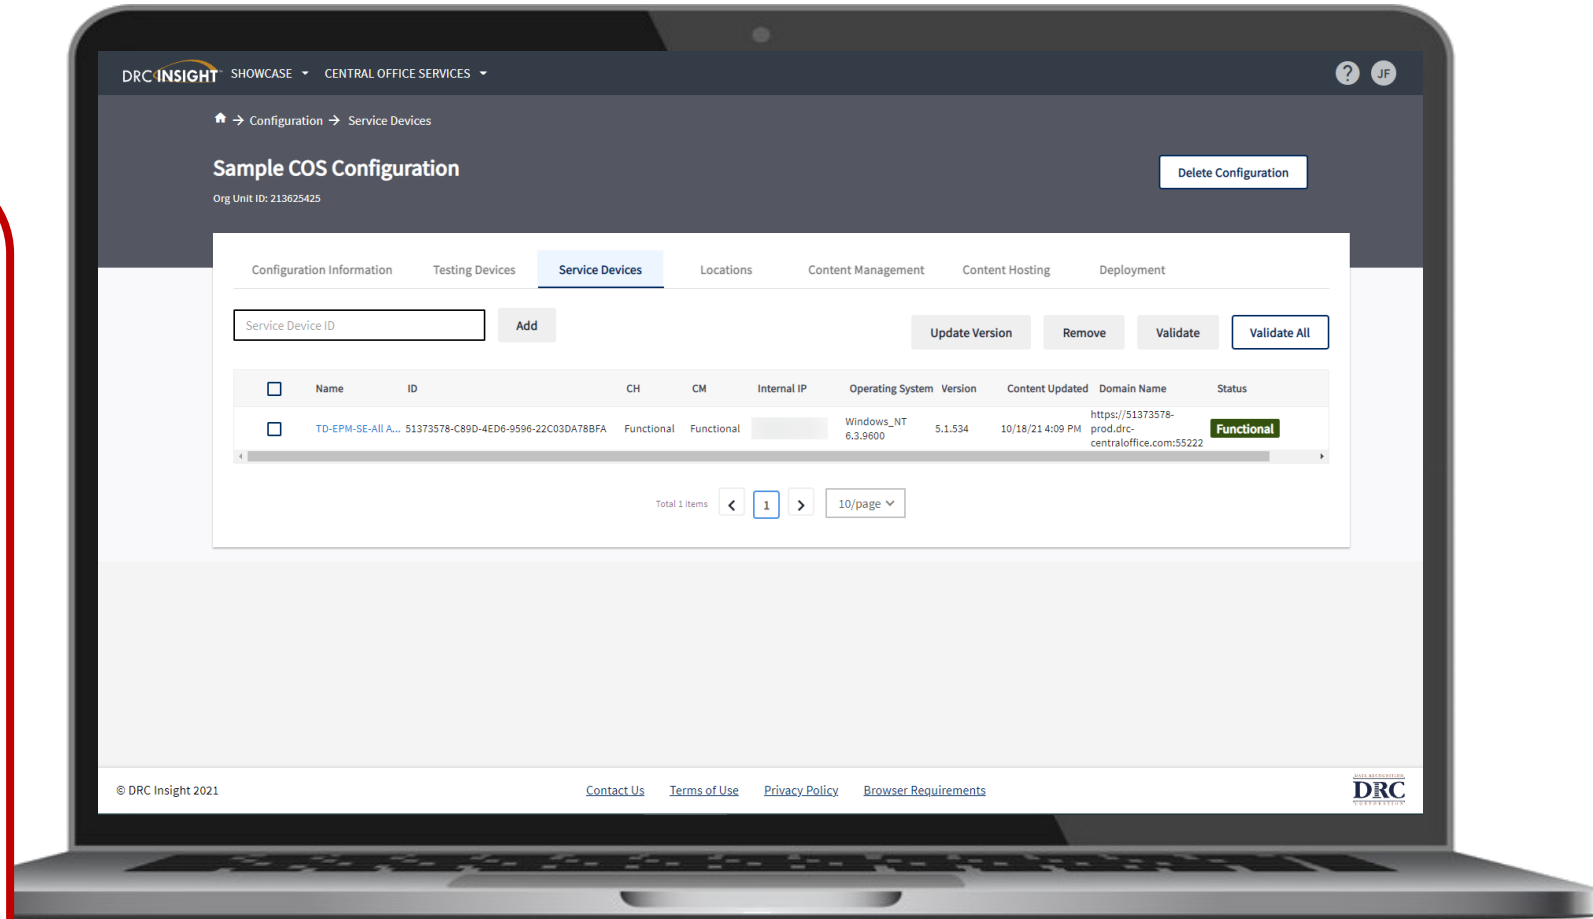 DRC INSIGHT SHOWCASE CENTRAL OFFICE SERVICES ? JF
Configuration Service Devices
Sample COS Configuration
Delete Configuration
Org Unit ID: 213625425
Configuration Information Testing Devices Service Devices Locations Content Management Content Hosting Deployment
Service Device ID Add
Update Version Remove Validate Validate All
Name ID CH CM Internal IP Operating System Version Content Updated Domain Name Status
TD-EPM-SE-All A... 51373578-C89D-4ED6-9596-22C03DA78BFA Functional Functional Windows_NT 6.3.9600 5.1.534 10/18/21 4:09 PM https://51373578-prod.drc-centraloffice.com:55222 Functional
Total 1 items 1 10/page
© DRC Insight 2021 Contact Us Terms of Use Privacy Policy Browser Requirements
DATA RECOGNITION
DRC
CORPORATION